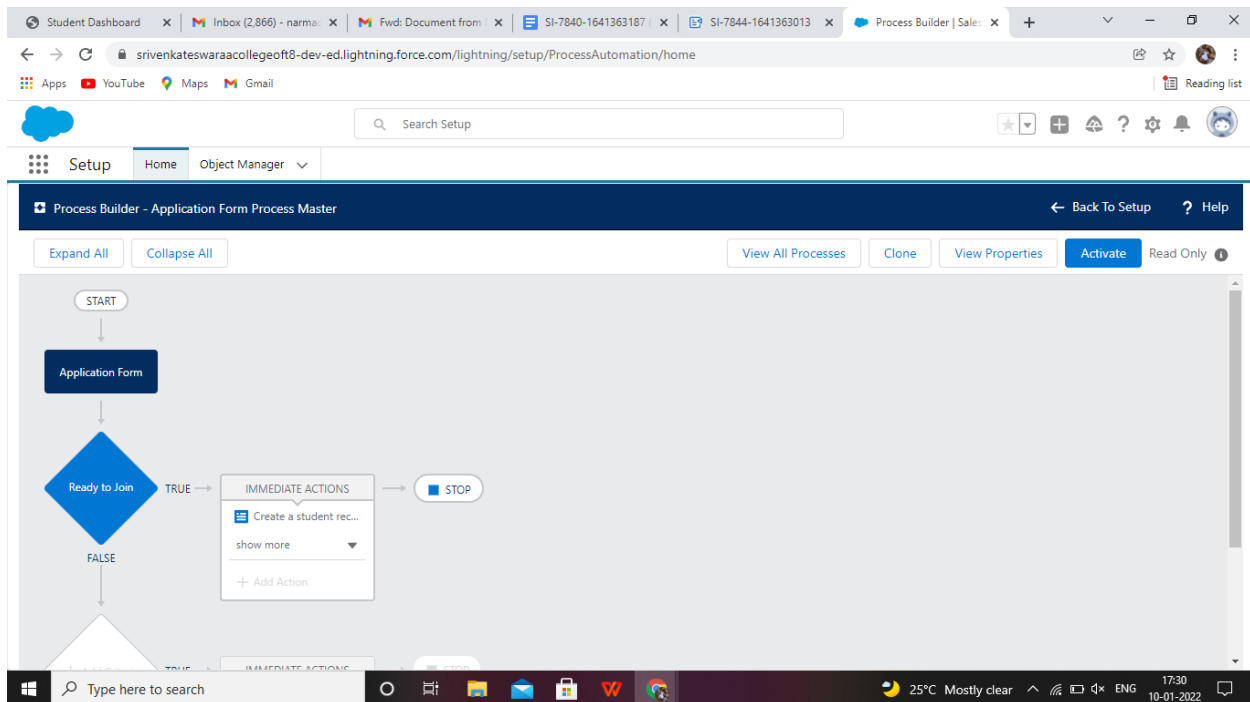 Student Dashboard
Inbox (2,866) - narmad
Fwd: Document from
SI-7840-1641363187 (
SI-7844-1641363013
Process Builder | Sales
srivenkateswaraacollegeoft8-dev-ed.lightning.force.com/lightning/setup/ProcessAutomation/home
Apps YouTube Maps Gmail Reading list
Search Setup
Setup Home Object Manager
Process Builder - Application Form Process Master Back To Setup ? Help
Expand All Collapse All View All Processes Clone View Properties Activate Read Only
START
Application Form
Ready to Join TRUE IMMEDIATE ACTIONS STOP
Create a student rec...
show more
FALSE
+ Add Action
TRUE IMMEDIATE ACTIONS STOP
Type here to search 25°C Mostly clear ENG 17:30
10-01-2022